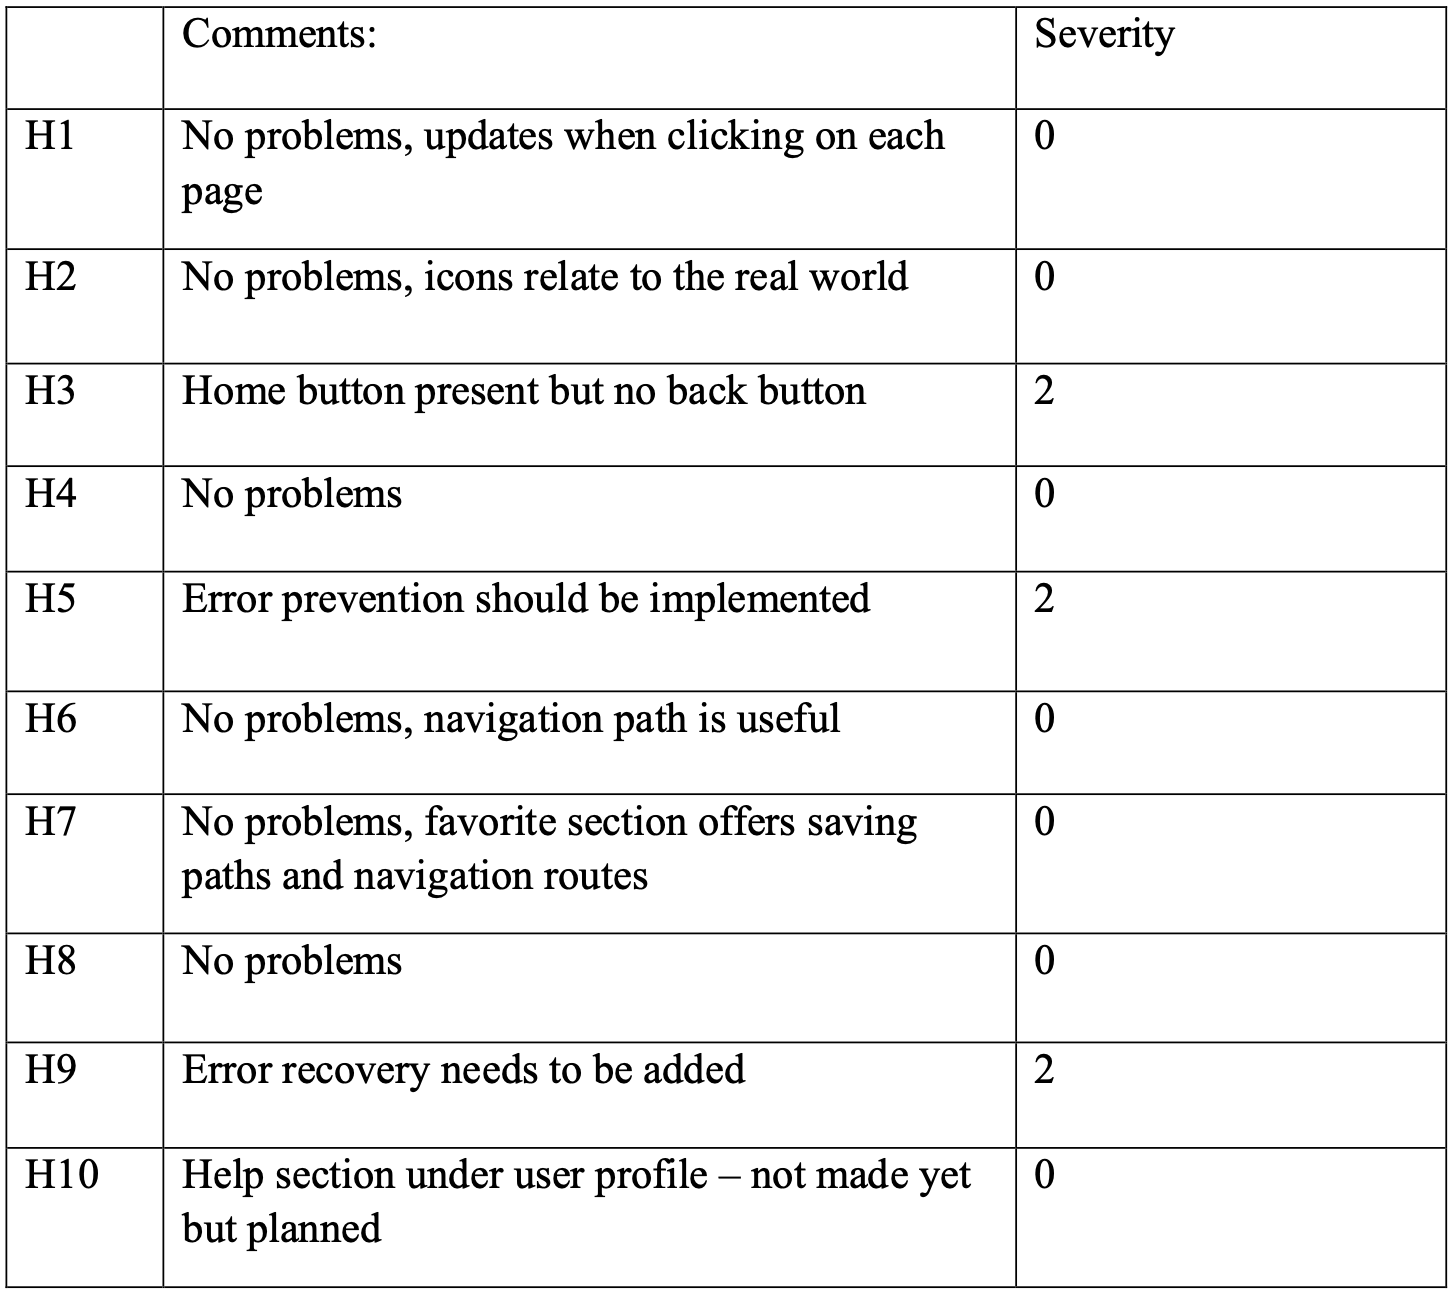 Comments: Severity
H1 No problems, updates when clicking on each 0
page
H2 No problems, icons relate to the real world 0
H3 Home button present but no back button 2
H4 No problems 0
H5 Error prevention should be implemented 2
H6 No problems, navigation path is useful 0
H7 No problems, favorite section offers saving 0
paths and navigation routes
H8 No problems 0
H9 Error recovery needs to be added 2
H10 Help section under user profile – not made yet 0
but planned